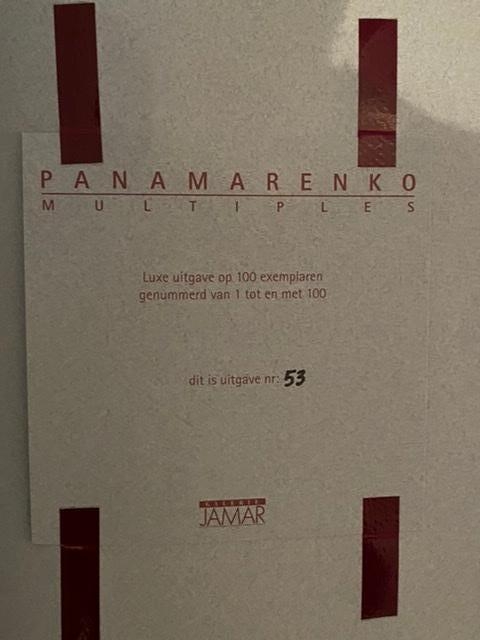 PANAMARENKO
MULTIPLES
Luxe uitgave op 100 exemplaren
genummerd van 1 tot en met 100
dit is uitgave nr: 53
GALERIE
JAMAR